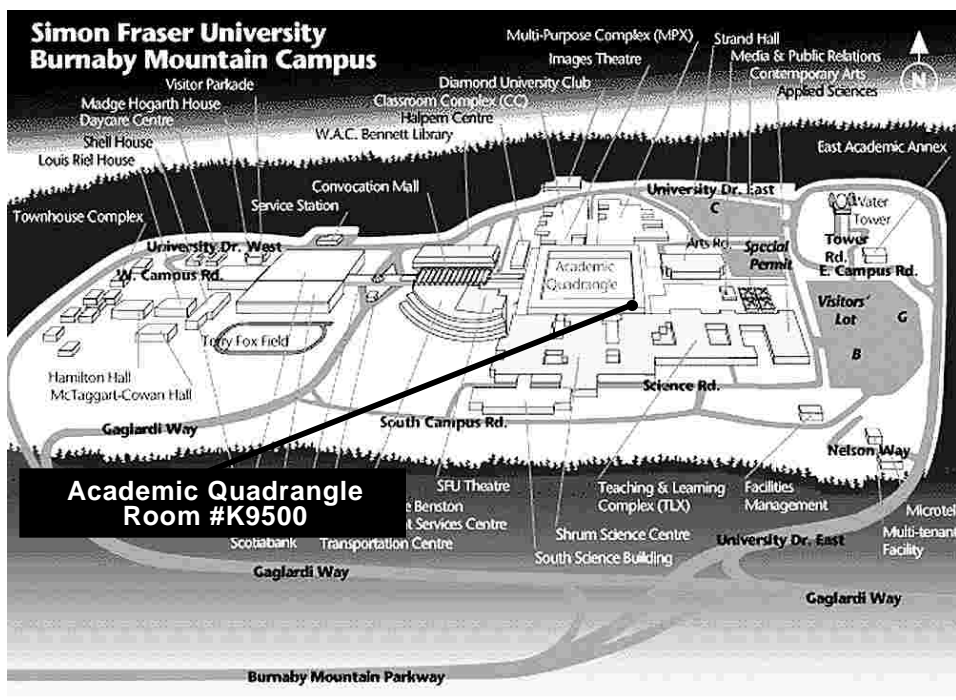 Simon Fraser University
Burnaby Mountain Campus
Visitor Parkade
Madge Hogarth House
Daycare Centre
Shell House
Louis Riel House
Townhouse Complex
Multi-Purpose Complex (MPX)
Images Theatre
Diamond University Club
Classroom Complex (CC)
Halpern Centre
W.A.C. Bennett Library
Convocation Mall
Service Station
Strand Hall
Media & Public Relations
Contemporary Arts
Applied Sciences
N
East Academic Annex
University Dr. East
C
Water
Tower
Tower
Rd.
E. Campus Rd.
University Dr. West
W. Campus Rd.
Arts Rd.
Special
Permit
Academic
Quadrangle
Visitors'
Lot
G
B
Terry Fox Field
Hamilton Hall
McTaggart-Cowan Hall
Science Rd.
South Campus Rd.
Gaglardi Way
Nelson Way
Academic Quadrangle
Room #K9500
SFU Theatre
e Benston
nt Services Centre
Scotiabank
Transportation Centre
Teaching & Learning
Complex (TLX)
Shrum Science Centre
South Science Building
Facilities
Management
Microtel
Multi-tenant
Facility
University Dr. East
Gaglardi Way
Gaglardi Way
Burnaby Mountain Parkway